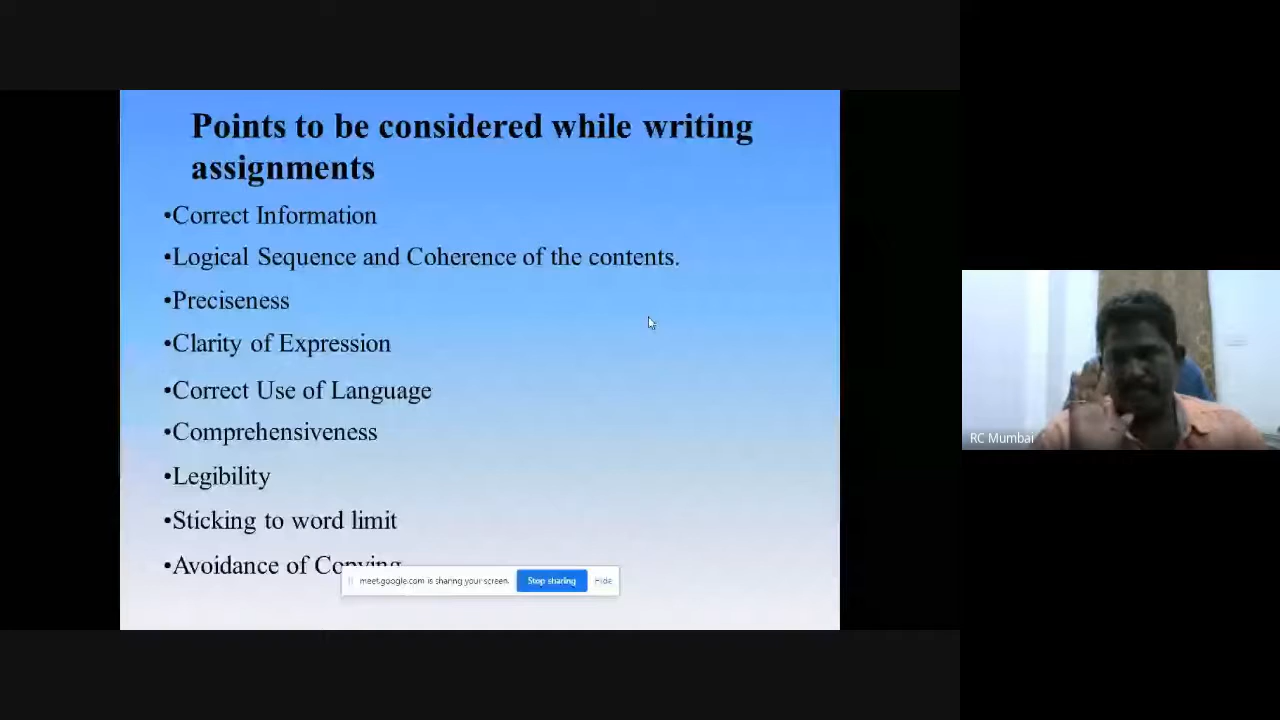 Points to be considered while writing
assignments
•Correct Information
•Logical Sequence and Coherence of the contents.
•Preciseness
•Clarity of Expression
•Correct Use of Language
•Comprehensiveness
•Legibility
•Sticking to word limit
•Avoidance of Copying
meet.google.com is sharing your screen. Stop sharing Hide
RC Mumbai